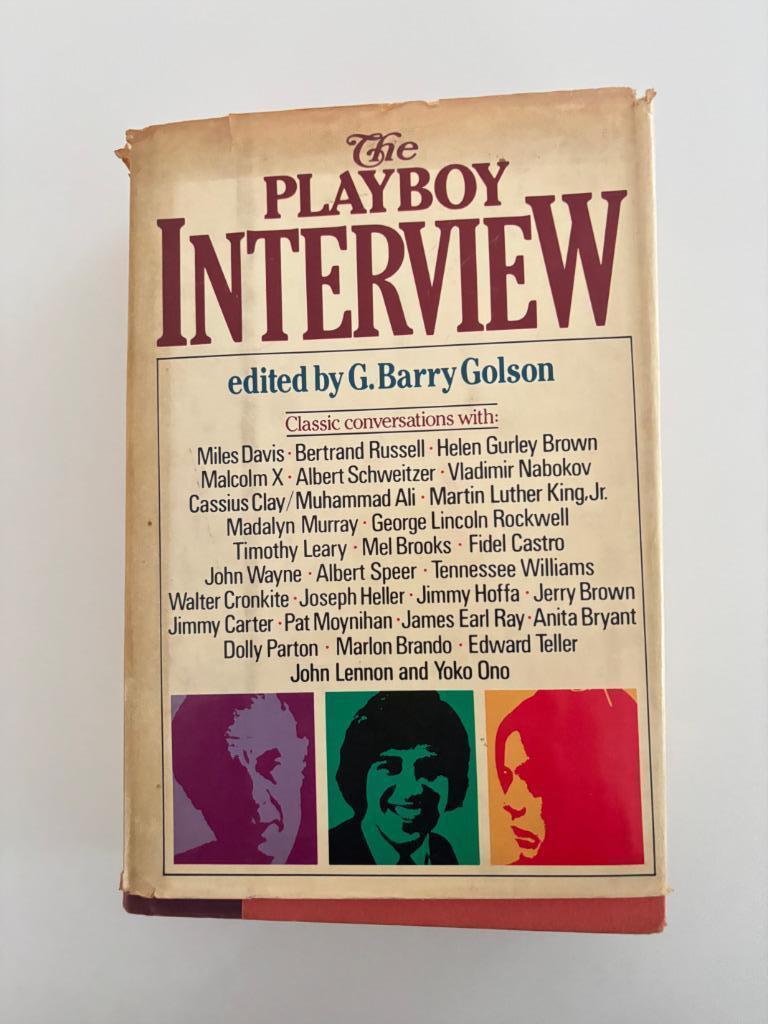 The
PLAYBOY
INTERVIEW
edited by G. Barry Golson
Classic conversations with:
Miles Davis · Bertrand Russell · Helen Gurley Brown
Malcolm X · Albert Schweitzer · Vladimir Nabokov
Cassius Clay/Muhammad Ali · Martin Luther King, Jr.
Madalyn Murray · George Lincoln Rockwell
Timothy Leary · Mel Brooks · Fidel Castro
John Wayne · Albert Speer · Tennessee Williams
Walter Cronkite · Joseph Heller · Jimmy Hoffa · Jerry Brown
Jimmy Carter · Pat Moynihan · James Earl Ray · Anita Bryant
Dolly Parton · Marlon Brando · Edward Teller
John Lennon and Yoko Ono